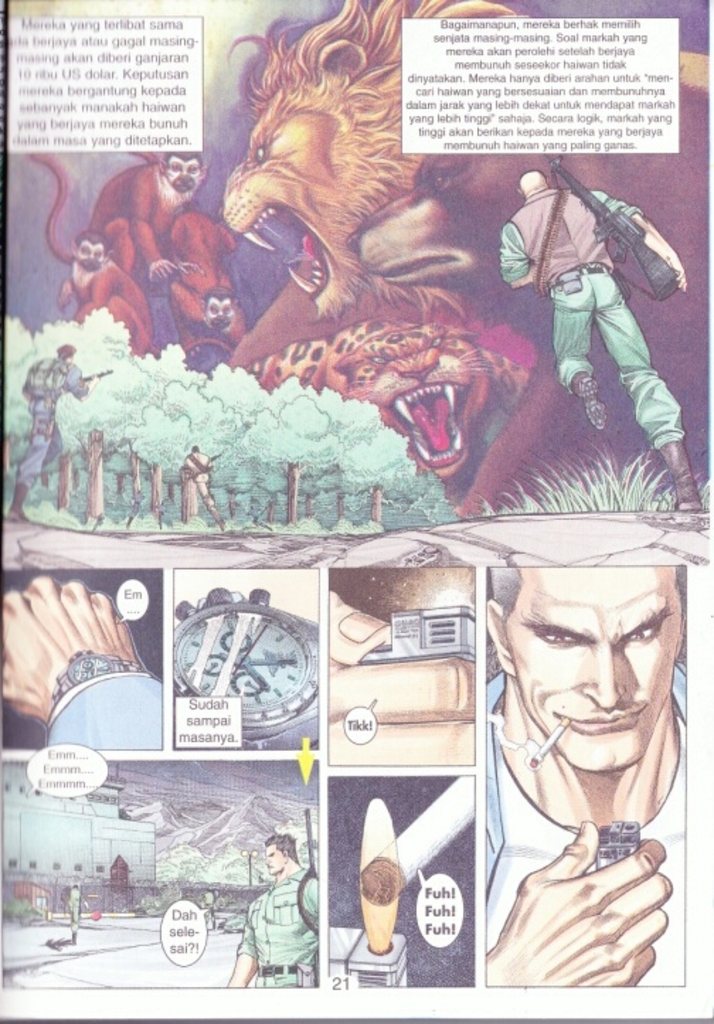 Mereka yang terlibat sama
da berjaya atau gagal masing-
masing akan diberi ganjaran
10 ribu US dolar. Keputusan
mereka bergantung kepada
sebanyak manakah haiwan
yang berjaya mereka bunuh
dalam masa yang ditetapkan.
Bagaimanapun, mereka berhak memilih
senjata masing-masing. Soal markah yang
mereka akan perolehi setelah berjaya
membunuh seseekor haiwan tidak
dinyatakan. Mereka hanya diberi arahan untuk "men-
cari haiwan yang bersesuaian dan membunuhnya
dalam jarak yang lebih dekat untuk mendapat markah
yang lebih tinggi" sahaja. Secara logik, markah yang
tinggi akan berikan kepada mereka yang berjaya
membunuh haiwan yang paling ganas.
Em
....
Sudah
sampai
masanya.
Tikk!
Emm....
Emmm....
Emmmm....
Dah
sele-
sai?!
Fuh!
Fuh!
Fuh!
21